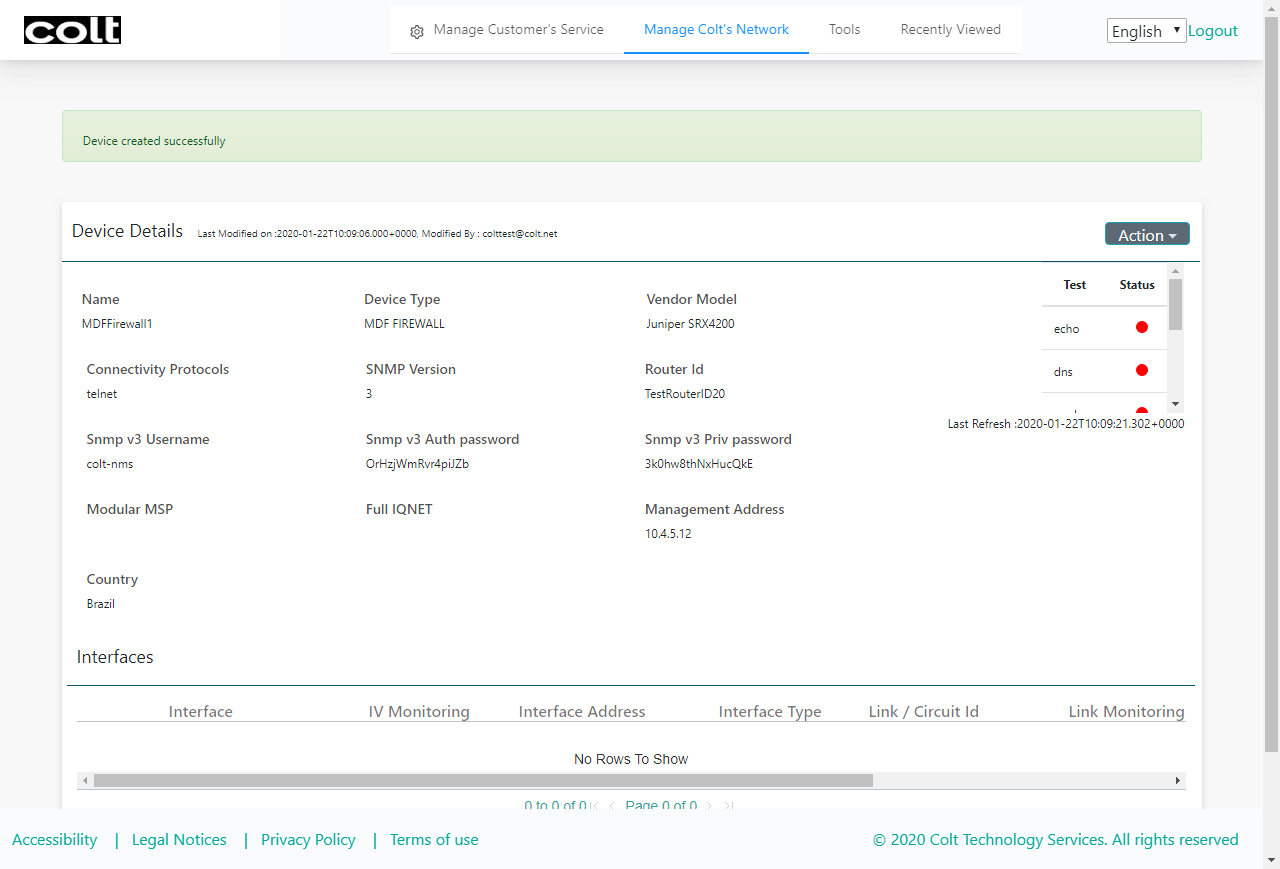 colt
Manage Customer's Service
Manage Colt's Network
Tools
Recently Viewed
English
Logout
Device created successfully
Device Details
Last Modified on :2020-01-22T10:09:06.000+0000, Modified By : colttest@colt.net
Action
Name
Device Type
Vendor Model
MDFFirewall1
MDF FIREWALL
Juniper SRX4200
Test
Status
echo
dns
Last Refresh :2020-01-22T10:09:21.302+0000
Connectivity Protocols
SNMP Version
Router Id
telnet
3
TestRouterID20
Snmp v3 Username
Snmp v3 Auth password
Snmp v3 Priv password
colt-nms
OrHzjWmRvr4piJZb
3k0hw8thNxHucQkE
Modular MSP
Full IQNET
Management Address
10.4.5.12
Country
Brazil
Interfaces
Interface
IV Monitoring
Interface Address
Interface Type
Link / Circuit Id
Link Monitoring
No Rows To Show
0 to 0 of 0
Page 0 of 0
Accessibility | Legal Notices | Privacy Policy | Terms of use
© 2020 Colt Technology Services. All rights reserved